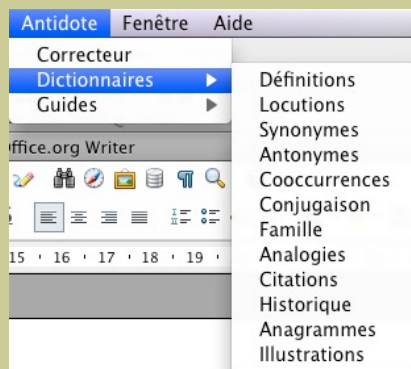 Antidote Fenêtre Aide
Correcteur
Dictionnaires
Guides
Définitions
Locutions
Synonymes
Antonymes
Cooccurrences
Conjugaison
Famille
Analogies
Citations
Historique
Anagrammes
Illustrations
ffice.org Writer
15 16 17 18 19